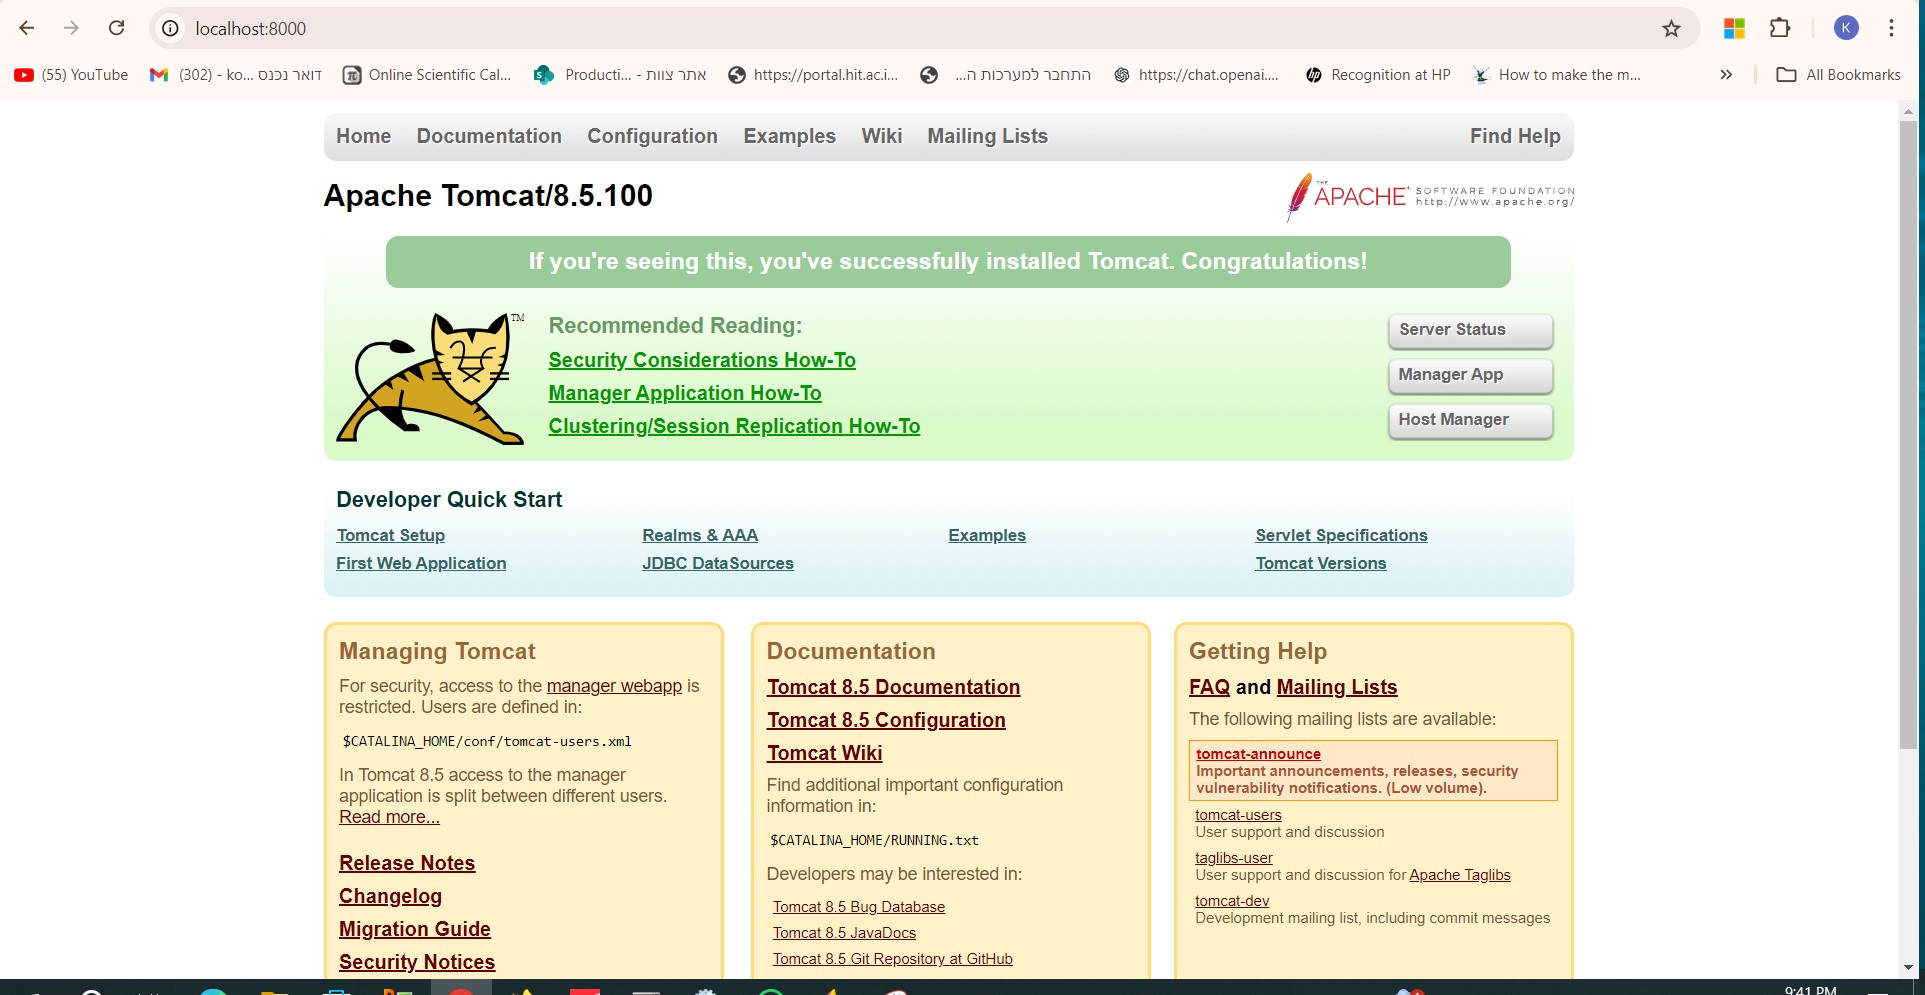 localhost:8000
K
(55) YouTube
(302) - ko... דואר נכנס
Online Scientific Cal...
Producti... - אתר צוות
https://portal.hit.ac.i...
התחבר למערכות ה...
https://chat.openai....
Recognition at HP
How to make the m...
»
All Bookmarks
Home Documentation Configuration Examples Wiki Mailing Lists Find Help
Apache Tomcat/8.5.100
THE APACHE SOFTWARE FOUNDATION
http://www.apache.org/
If you're seeing this, you've successfully installed Tomcat. Congratulations!
TM
Recommended Reading:
Security Considerations How-To
Manager Application How-To
Clustering/Session Replication How-To
Server Status
Manager App
Host Manager
Developer Quick Start
Tomcat Setup
First Web Application
Realms & AAA
JDBC DataSources
Examples
Servlet Specifications
Tomcat Versions
Managing Tomcat
For security, access to the manager webapp is
restricted. Users are defined in:
$CATALINA_HOME/conf/tomcat-users.xml
In Tomcat 8.5 access to the manager
application is split between different users.
Read more...
Release Notes
Changelog
Migration Guide
Security Notices
Documentation
Tomcat 8.5 Documentation
Tomcat 8.5 Configuration
Tomcat Wiki
Find additional important configuration
information in:
$CATALINA_HOME/RUNNING.txt
Developers may be interested in:
Tomcat 8.5 Bug Database
Tomcat 8.5 JavaDocs
Tomcat 8.5 Git Repository at GitHub
Getting Help
FAQ and Mailing Lists
The following mailing lists are available:
tomcat-announce
Important announcements, releases, security
vulnerability notifications. (Low volume).
tomcat-users
User support and discussion
taglibs-user
User support and discussion for Apache Taglibs
tomcat-dev
Development mailing list, including commit messages
9:41 PM